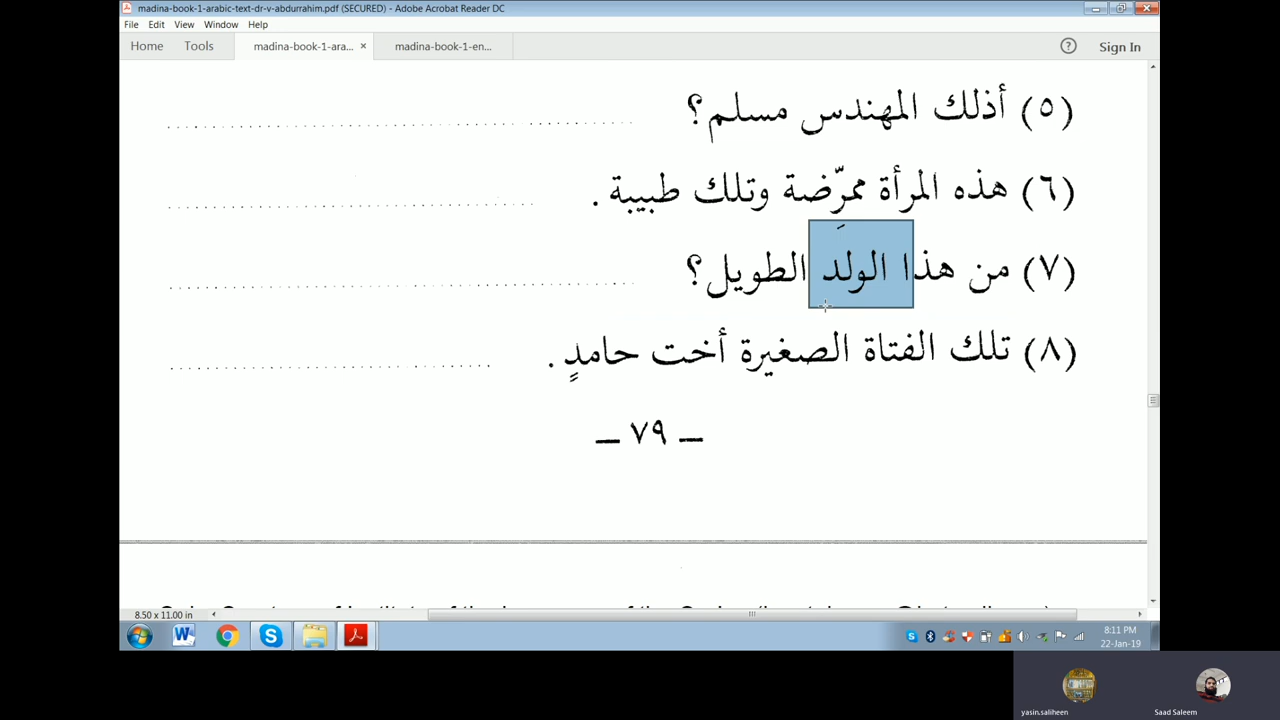 madina-book-1-arabic-text-dr-v-abdurrahim.pdf (SECURED) - Adobe Acrobat Reader DC
File Edit View Window Help
Home Tools madina-book-1-ara... × madina-book-1-en... ? Sign In
(٥) أذلك المهندس مسلم؟ ................
(٦) هذه المرأة ممرّضة وتلك طبيبة . ................
(٧) من هذا الولدَ الطويل؟ ................
(٨) تلك الفتاة الصغيرة أخت حامدٍ . ................
— ٧٩ —
8.50 x 11.00 in
8:11 PM
22-Jan-19
yasin.saliheen Saad Saleem